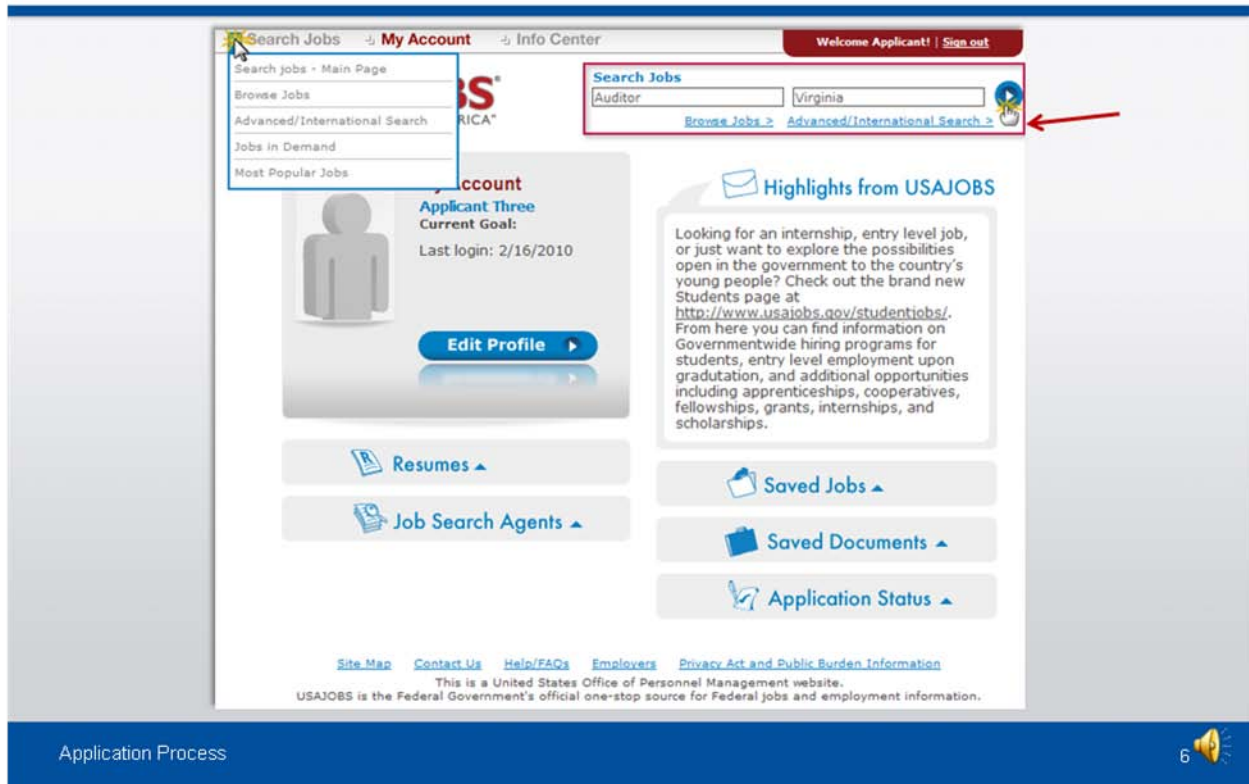 Search Jobs My Account Info Center
Welcome Applicant! | Sign out
Search jobs - Main Page
Browse Jobs
Advanced/International Search
Jobs in Demand
Most Popular Jobs
BS
RICA"
Search Jobs
Auditor Virginia
Browse Jobs > Advanced/International Search >
ccount
Applicant Three
Current Goal:
Last login: 2/16/2010
Edit Profile
Highlights from USAJOBS
Looking for an internship, entry level job,
or just want to explore the possibilities
open in the government to the country's
young people? Check out the brand new
Students page at
http://www.usajobs.gov/studentjobs/.
From here you can find information on
Governmentwide hiring programs for
students, entry level employment upon
gradutation, and additional opportunities
including apprenticeships, cooperatives,
fellowships, grants, internships, and
scholarships.
Resumes
Job Search Agents
Saved Jobs
Saved Documents
Application Status
Site Map Contact Us Help/FAQs Employers Privacy Act and Public Burden Information
This is a United States Office of Personnel Management website.
USAJOBS is the Federal Government's official one-stop source for Federal jobs and employment information.
Application Process
6